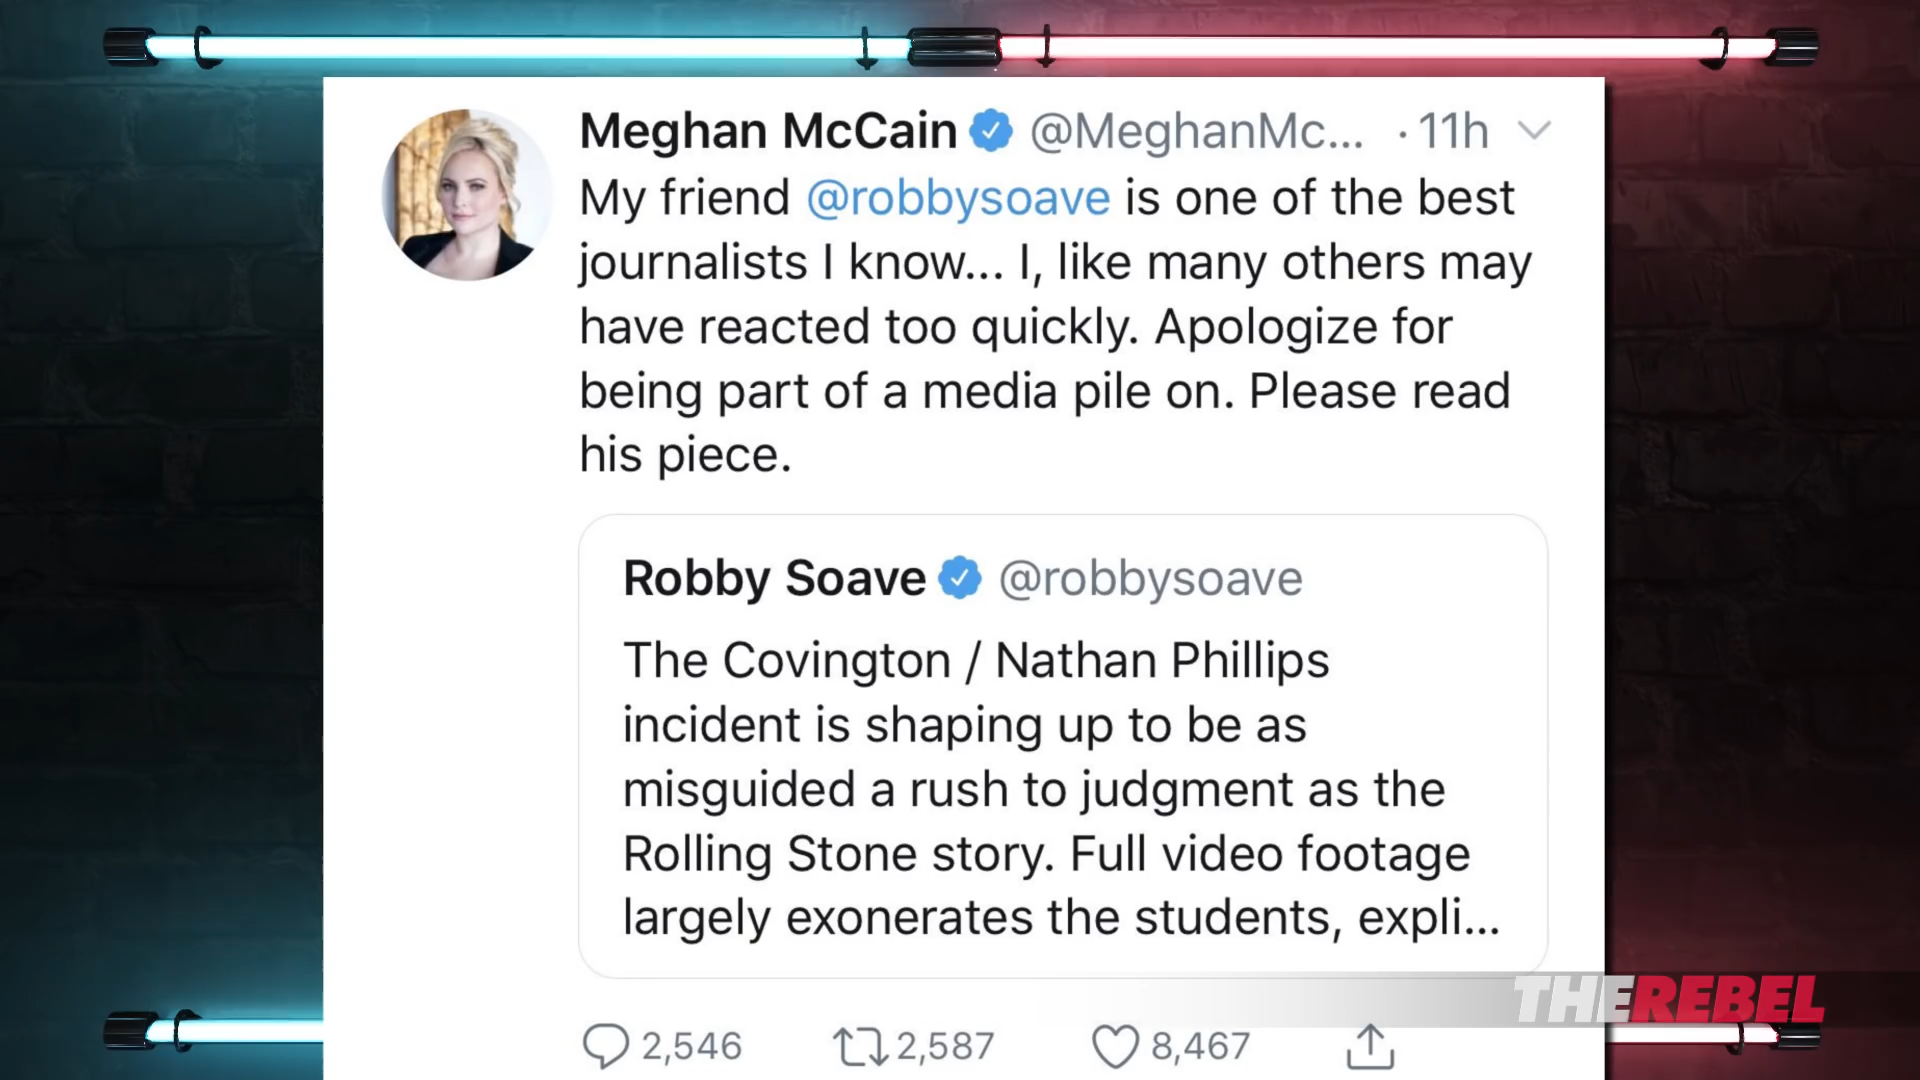 Meghan McCain @MeghanMc... · 11h
My friend @robbysoave is one of the best
journalists I know... I, like many others may
have reacted too quickly. Apologize for
being part of a media pile on. Please read
his piece.
Robby Soave @robbysoave
The Covington / Nathan Phillips
incident is shaping up to be as
misguided a rush to judgment as the
Rolling Stone story. Full video footage
largely exonerates the students, expli...
THEREBEL
2,546 2,587 8,467